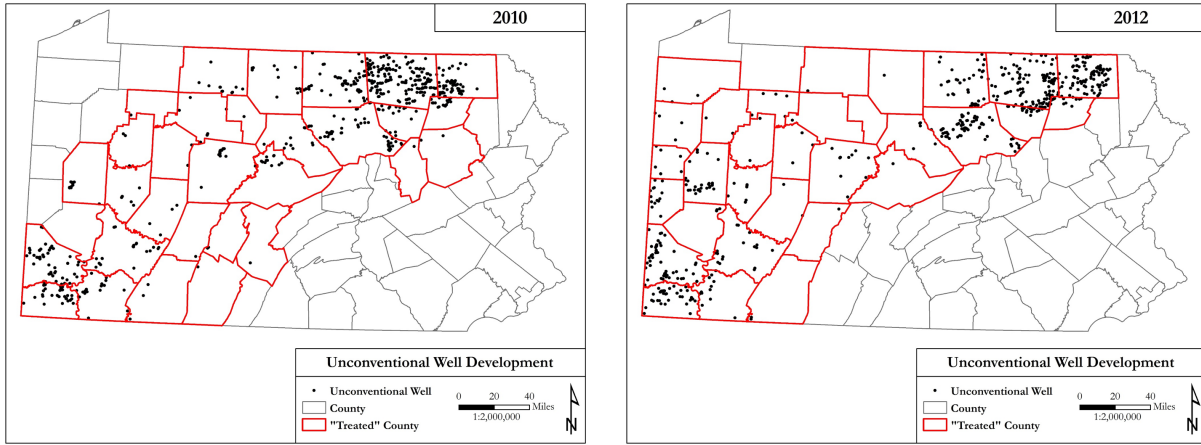 2010
Unconventional Well Development
Unconventional Well
County
"Treated" County
0 20 40
Miles
1:2,000,000
N
2012
Unconventional Well Development
Unconventional Well
County
"Treated" County
0 20 40
Miles
1:2,000,000
N